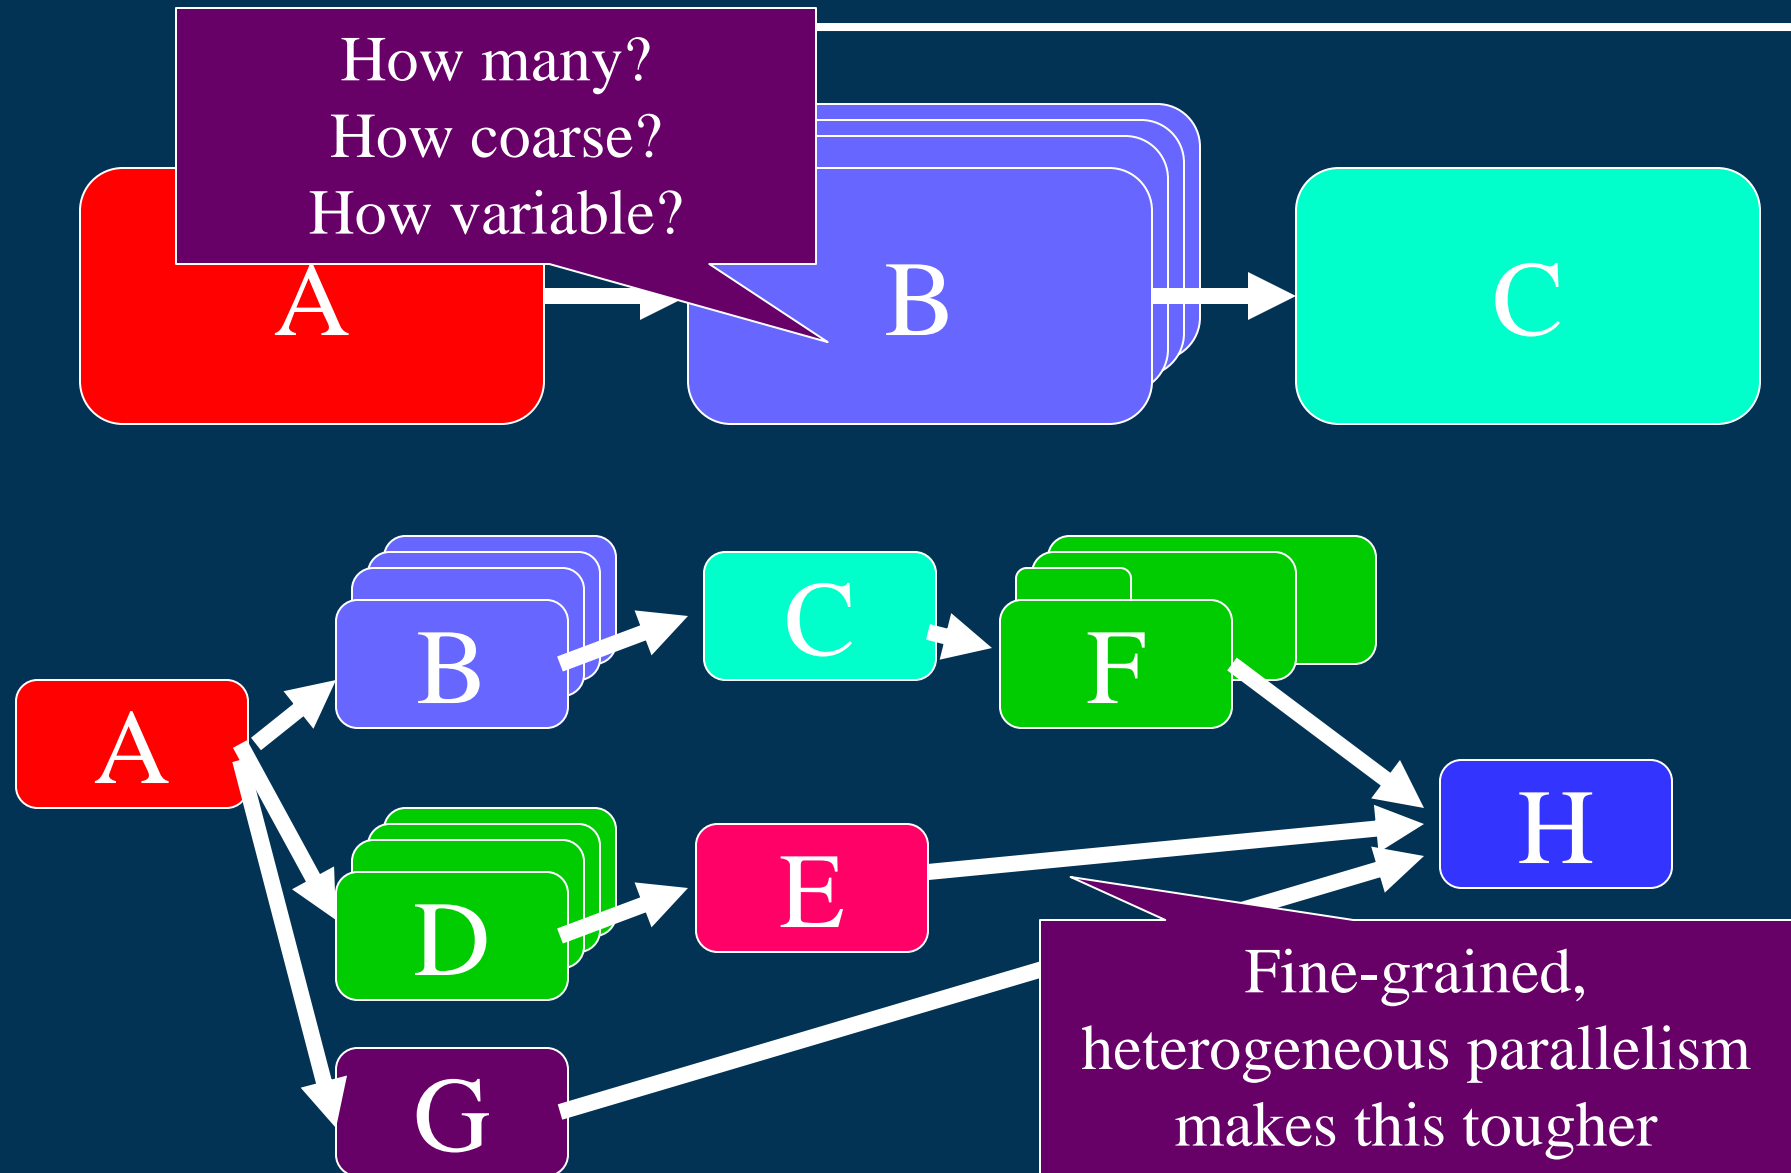 How many?
How coarse?
How variable?
A
B
C
B
C
F
A
H
D
E
G
Fine-grained,
heterogeneous parallelism
makes this tougher